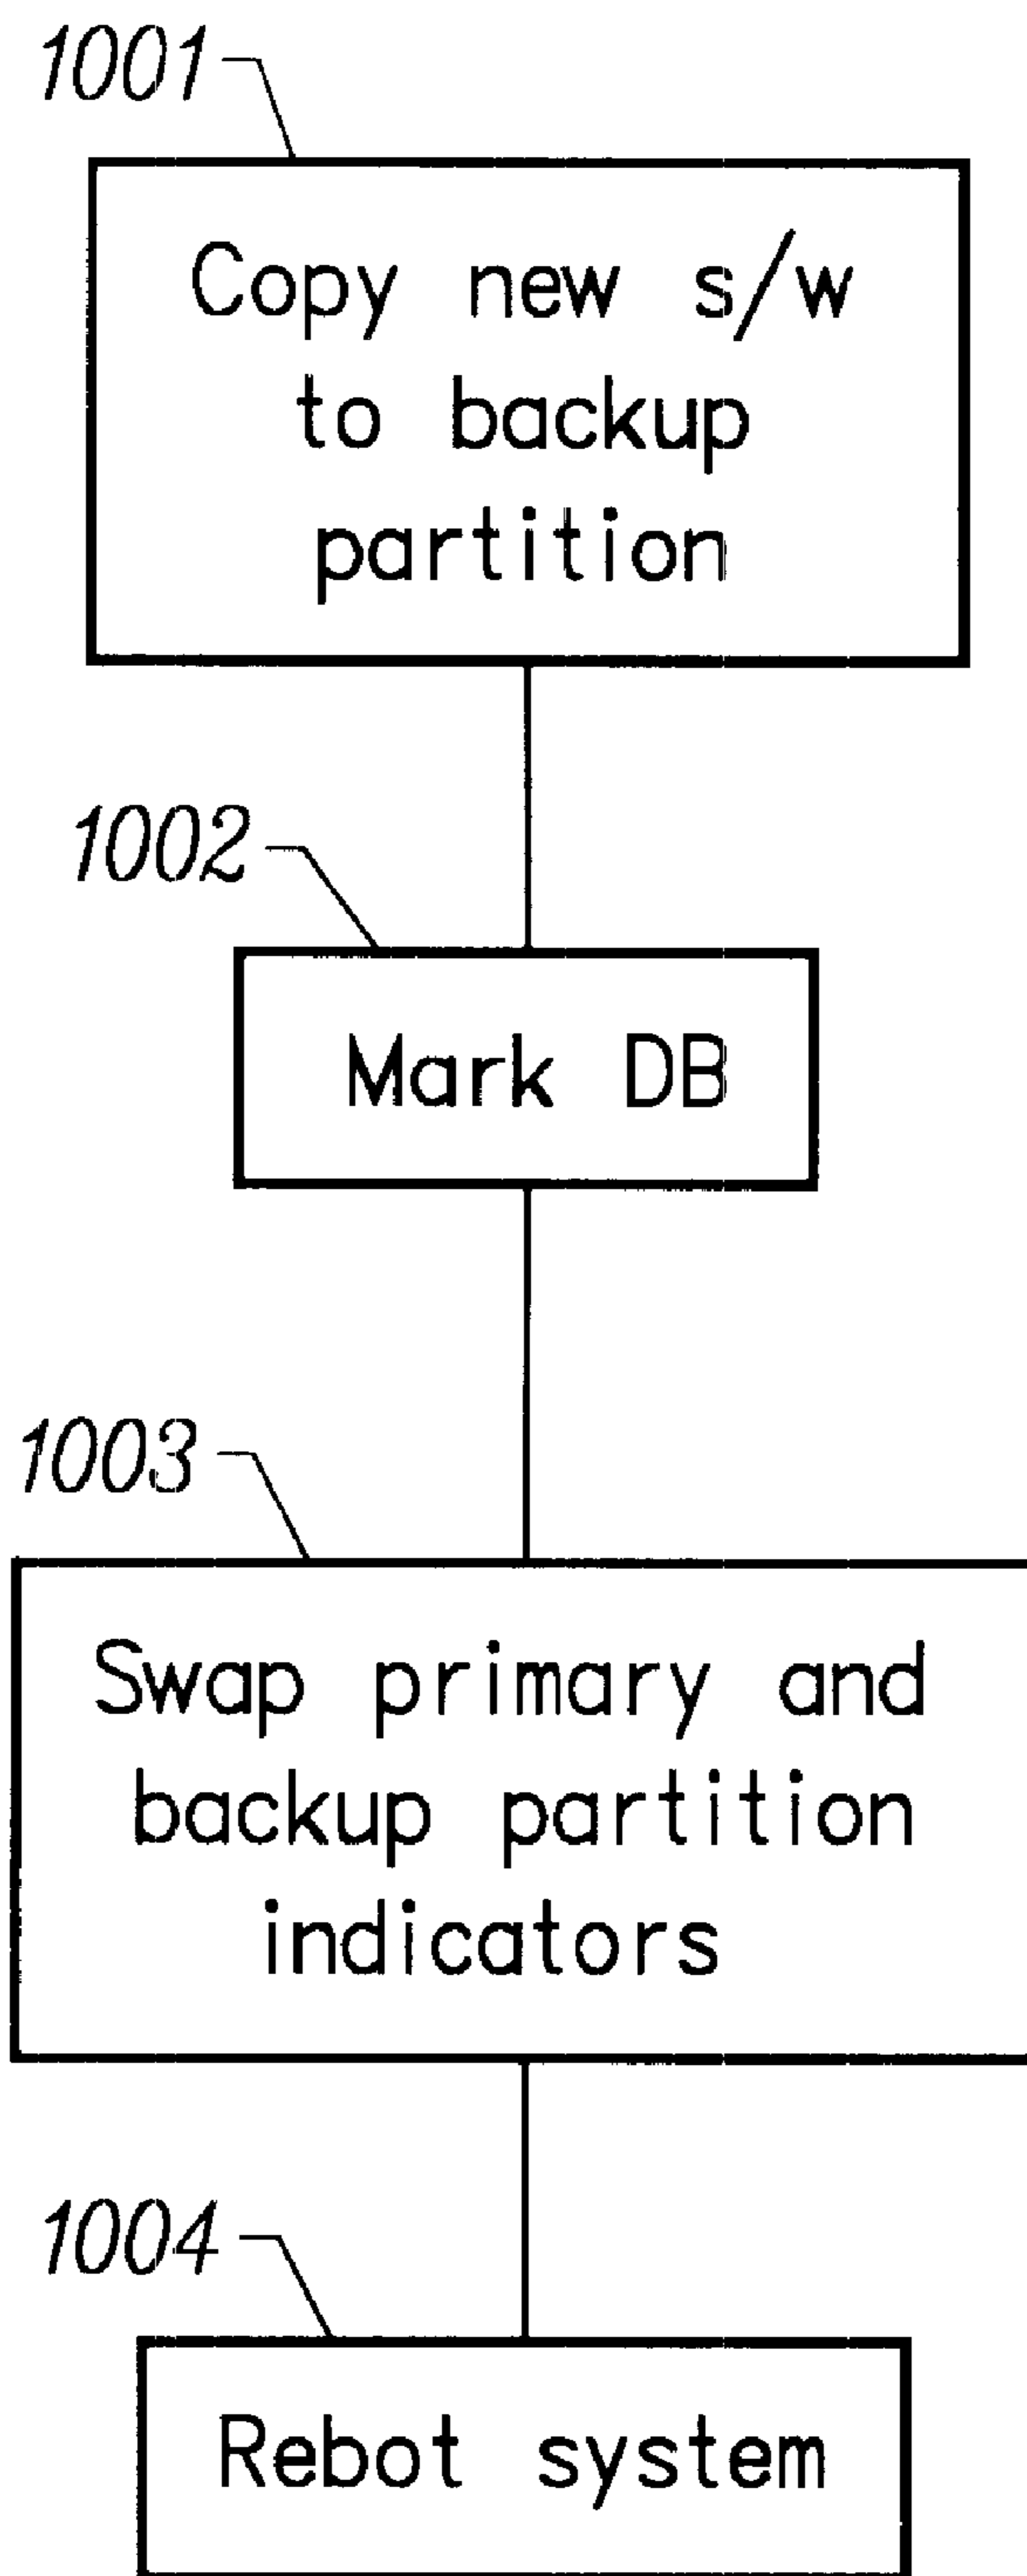 1001
Copy new s/w
to backup
partition
1002
Mark DB
1003
Swap primary and
backup partition
indicators
1004
Rebot system